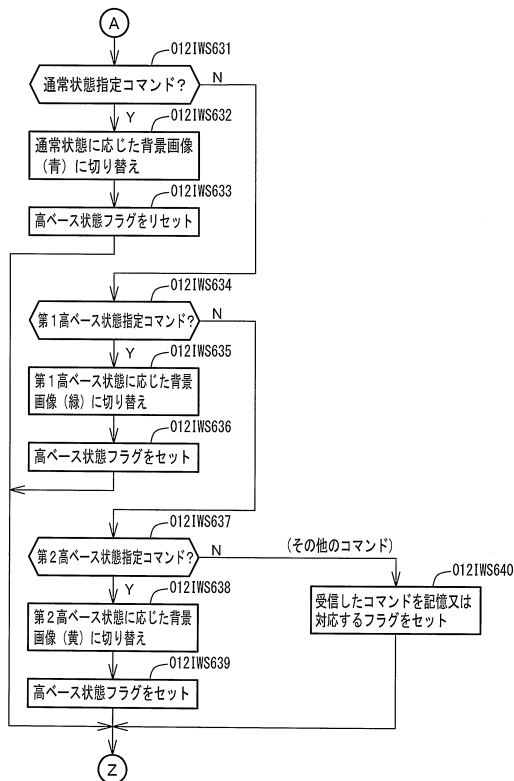 A
012IWS631
通常状態指定コマンド?
N
Y
012IWS632
通常状態に応じた背景画像
(青)に切り替え
012IWS633
高ベース状態フラグをリセット
012IWS634
第1高ベース状態指定コマンド?
N
Y
012IWS635
第1高ベース状態に応じた背景
画像(緑)に切り替え
012IWS636
高ベース状態フラグをセット
012IWS637
第2高ベース状態指定コマンド?
N
(その他のコマンド)
Y
012IWS638
第2高ベース状態に応じた背景
画像(黄)に切り替え
012IWS640
受信したコマンドを記憶又は
対応するフラグをセット
012IWS639
高ベース状態フラグをセット
Z